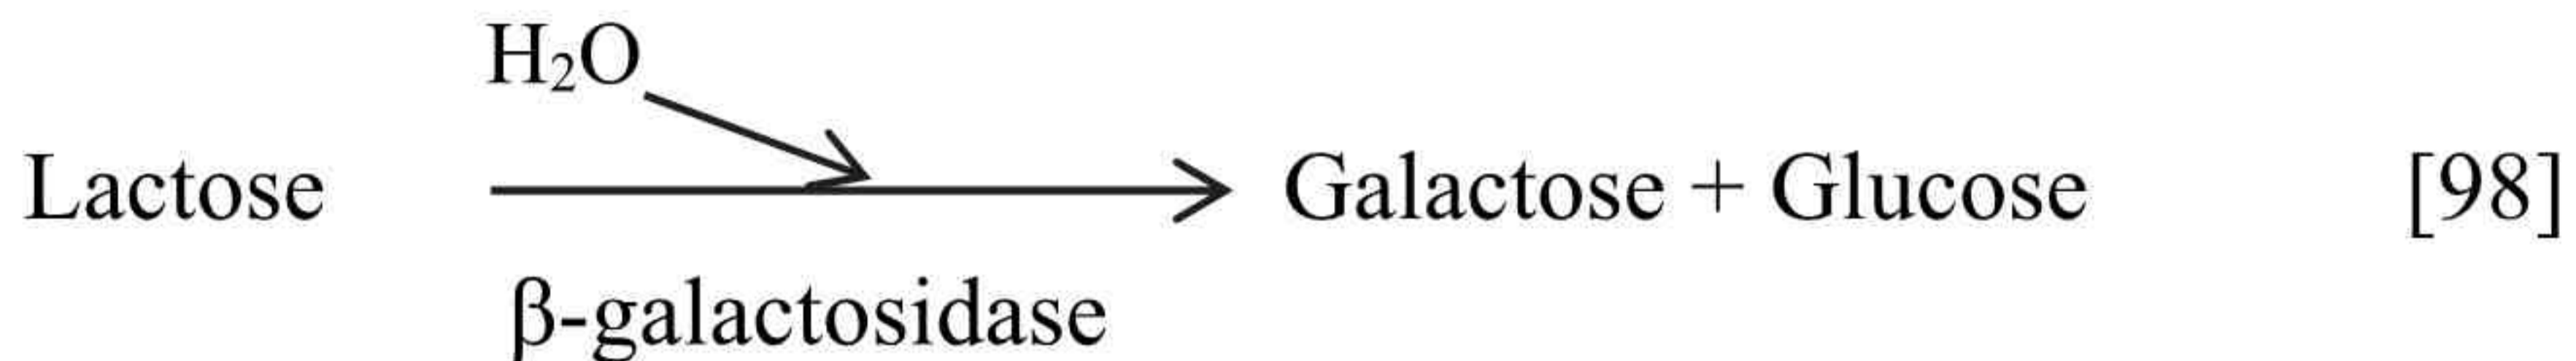 H₂O
Lactose Galactose + Glucose [98]
β-galactosidase